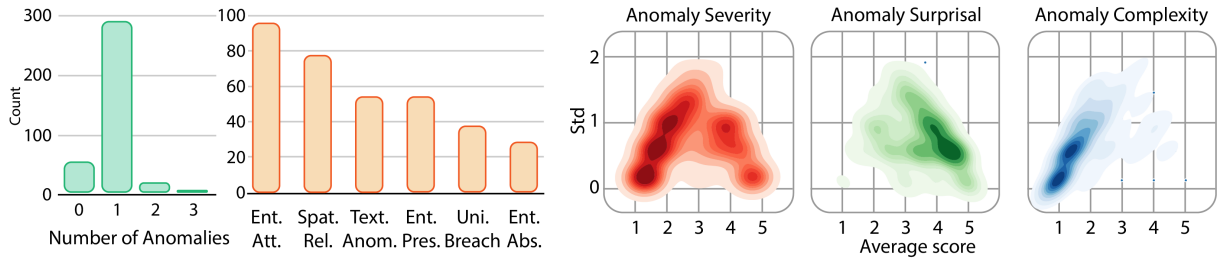 Count
300
200
100
0
0 1 2 3
Number of Anomalies
100
80
60
40
20
0
Ent. Att.
Spat. Rel.
Text. Anom.
Ent. Pres.
Uni. Breach
Ent. Abs.
Anomaly Severity
Anomaly Surprisal
Anomaly Complexity
Std
2
1
0
1 2 3 4 5
1 2 3 4 5
1 2 3 4 5
Average score